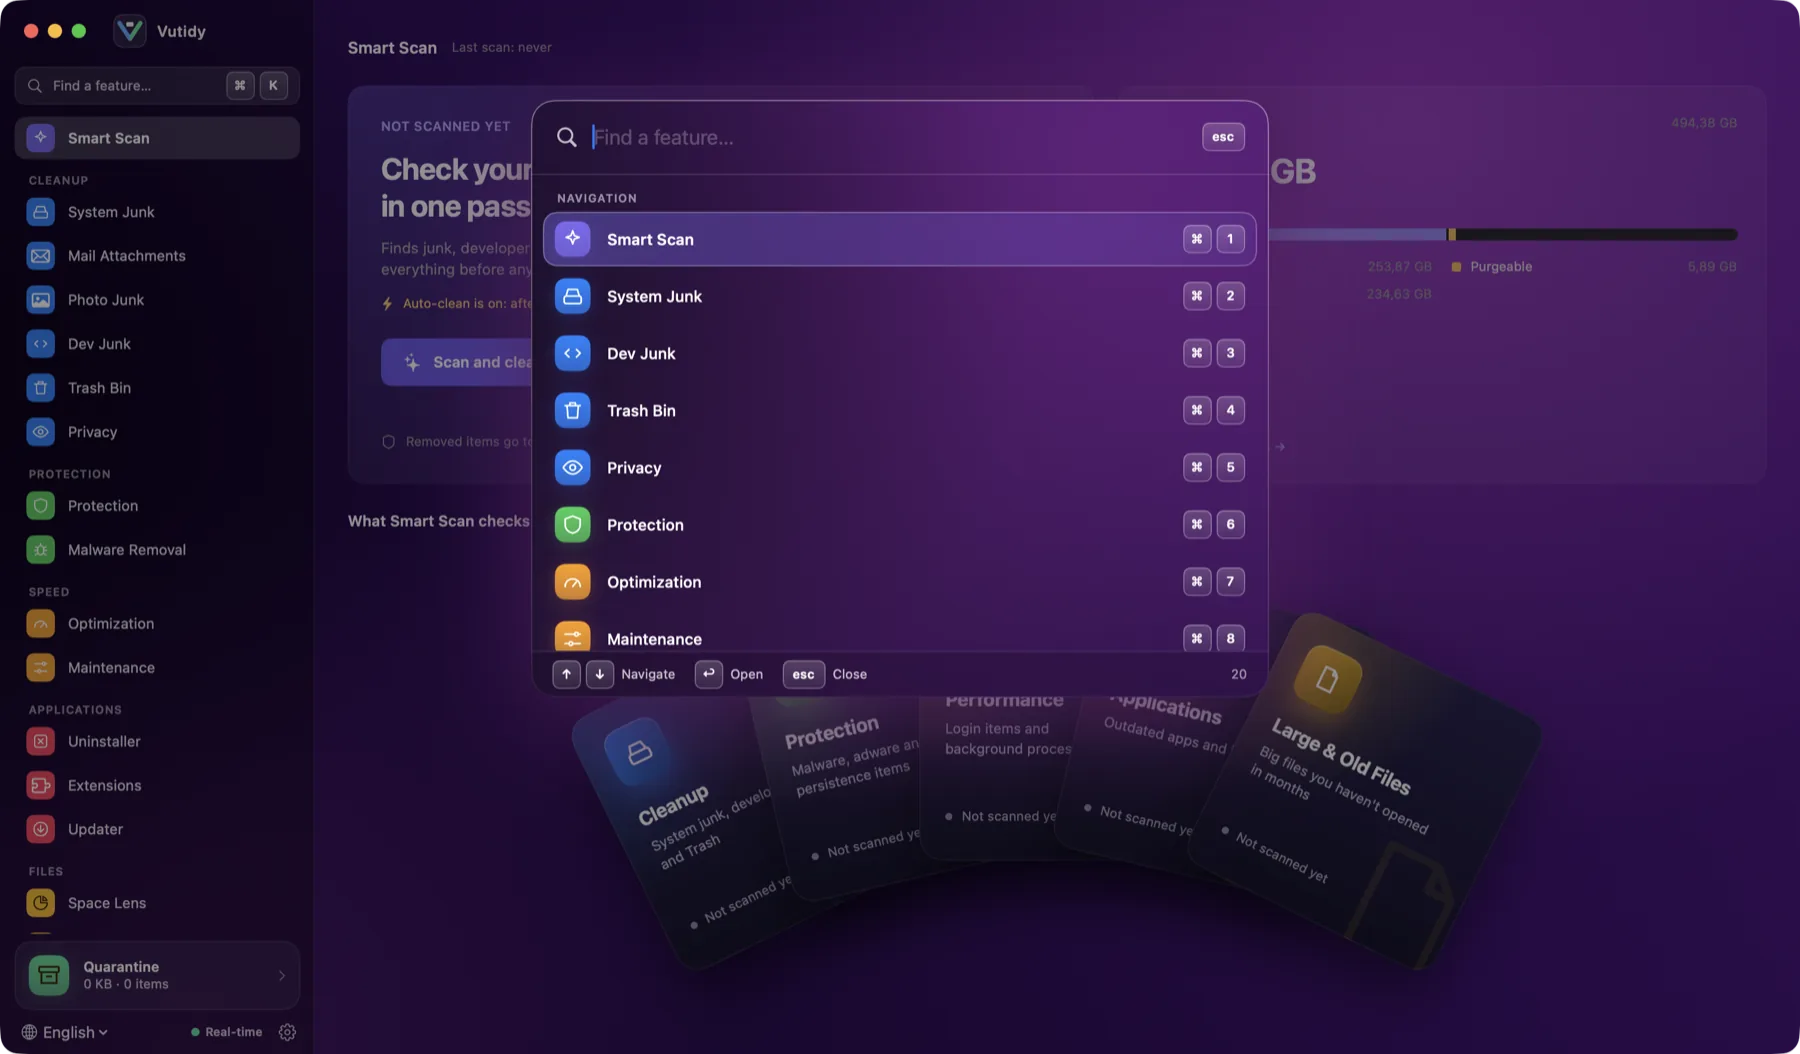 Vutidy
Find a feature...
⌘ K
Smart Scan
CLEANUP
System Junk
Mail Attachments
Photo Junk
Dev Junk
Trash Bin
Privacy
PROTECTION
Protection
Malware Removal
SPEED
Optimization
Maintenance
APPLICATIONS
Uninstaller
Extensions
Updater
FILES
Space Lens
Quarantine
0 KB · 0 items
English
Real-time
Smart Scan Last scan: never
NOT SCANNED YET
Check your
in one pass
Finds junk, developer
everything before any
Auto-clean is on: afte
Scan and clea
Removed items go to
494,38 GB
GB
253,87 GB
Purgeable 5,89 GB
234,63 GB
What Smart Scan checks
Find a feature...
esc
NAVIGATION
Smart Scan ⌘ 1
System Junk ⌘ 2
Dev Junk ⌘ 3
Trash Bin ⌘ 4
Privacy ⌘ 5
Protection ⌘ 6
Optimization ⌘ 7
Maintenance ⌘ 8
↑ ↓ Navigate ↩ Open esc Close 20
Cleanup
System junk, develo
and Trash
Not scanned ye
Protection
Malware, adware an
persistence items
Not scanned ye
Performance
Login items and
background proces
Not scanned ye
Applications
Outdated apps and
Not scanned ye
Large & Old Files
Big files you haven't opened
in months
Not scanned yet